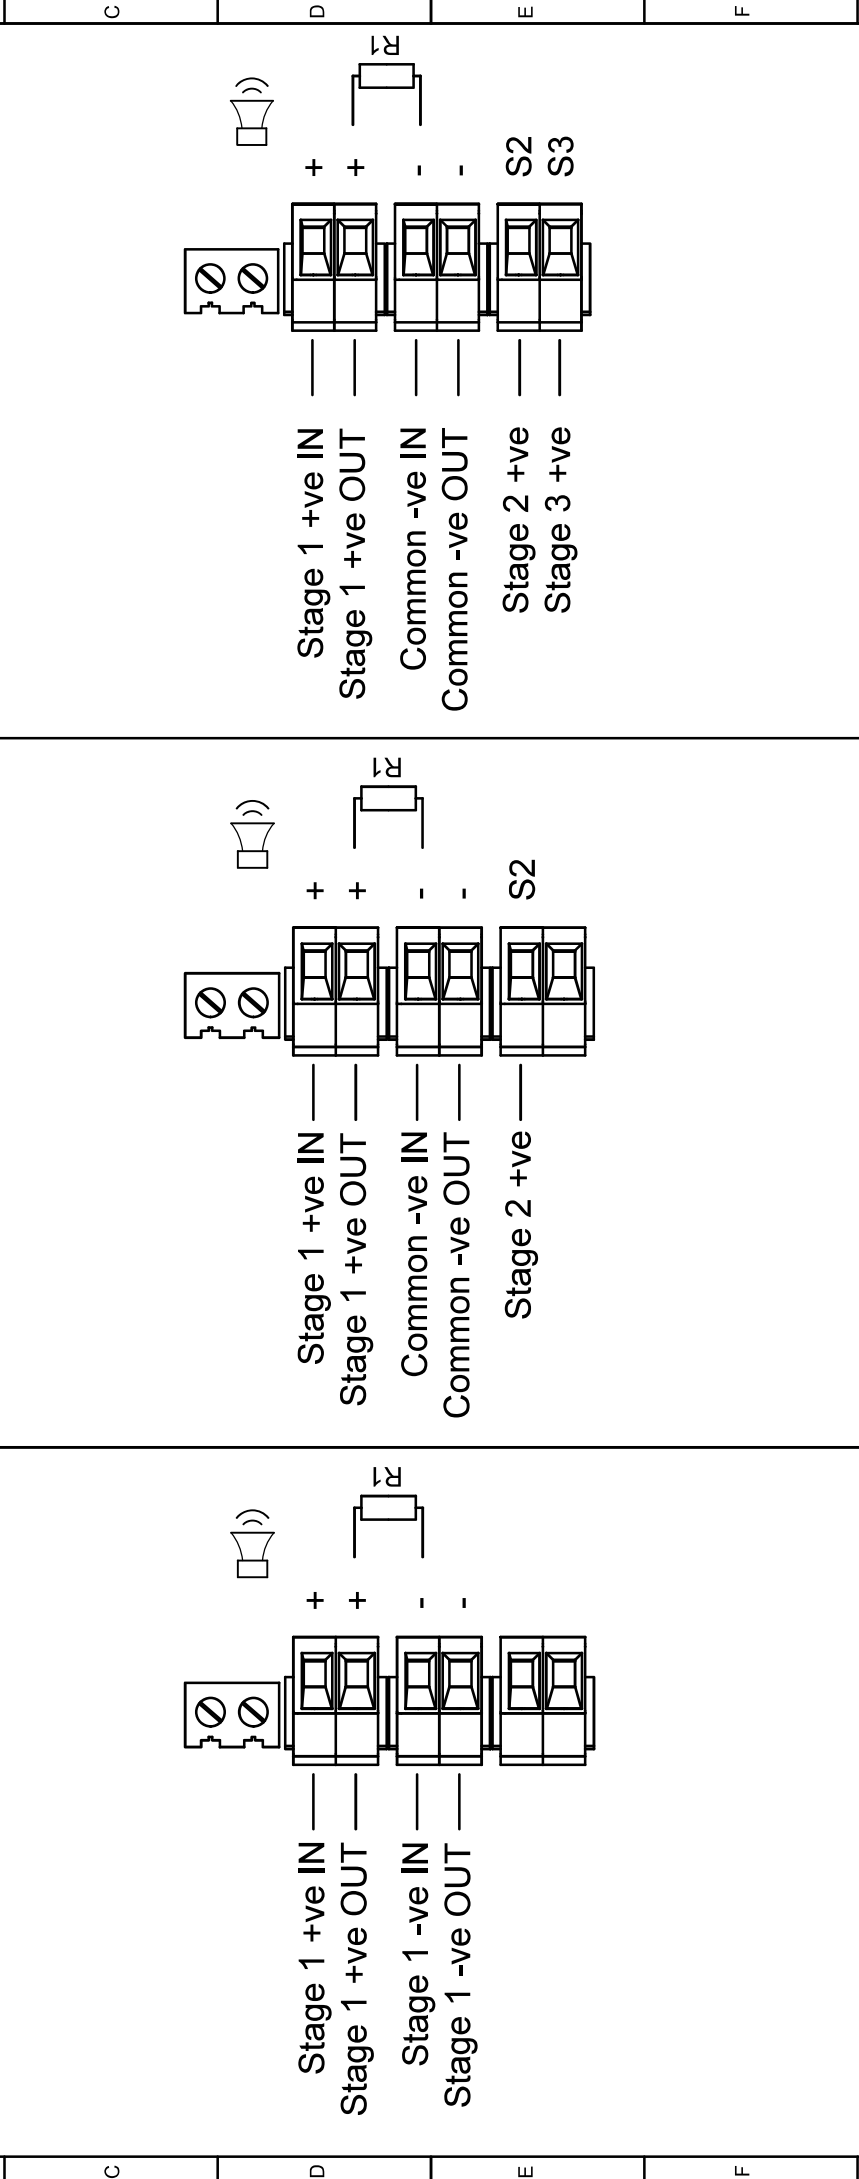 C
D
E
F
R1
+
+
-
-
S2
S3
Stage 1 +ve IN
Stage 1 +ve OUT
Common -ve IN
Common -ve OUT
Stage 2 +ve
Stage 3 +ve
R1
+
+
-
-
S2
Stage 1 +ve IN
Stage 1 +ve OUT
Common -ve IN
Common -ve OUT
Stage 2 +ve
R1
+
+
-
-
Stage 1 +ve IN
Stage 1 +ve OUT
Stage 1 -ve IN
Stage 1 -ve OUT
C
D
E
F